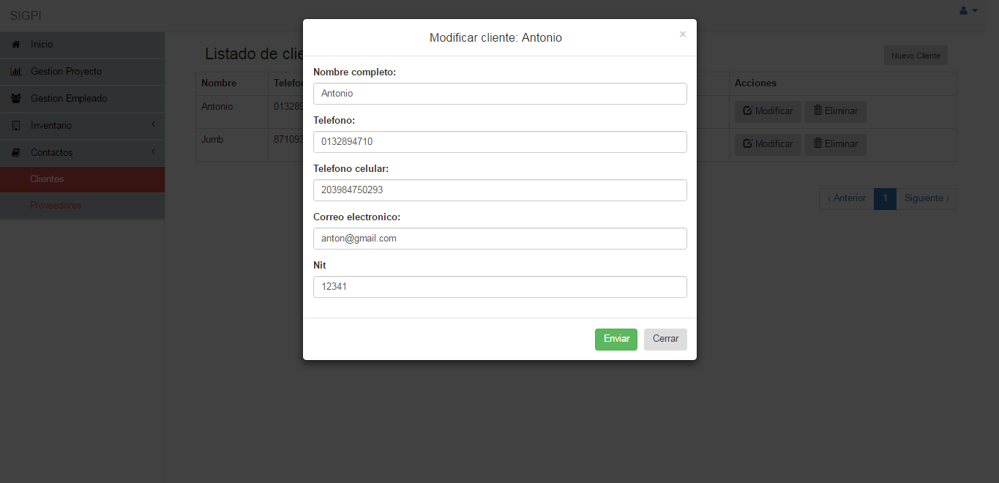 SIGPI
Inicio
Gestion Proyecto
Gestion Empleado
Inventario
Contactos
Clientes
Proveedores
Listado de clie
Nuevo Cliente
Nombre Telefor Acciones
Antonio 013289 Modificar Eliminar
Jumb 871093 Modificar Eliminar
‹ Anterior 1 Siguiente ›
Modificar cliente: Antonio ×
Nombre completo:
Antonio
Telefono:
0132894710
Telefono celular:
203984750293
Correo electronico:
anton@gmail.com
Nit
12341
Enviar Cerrar